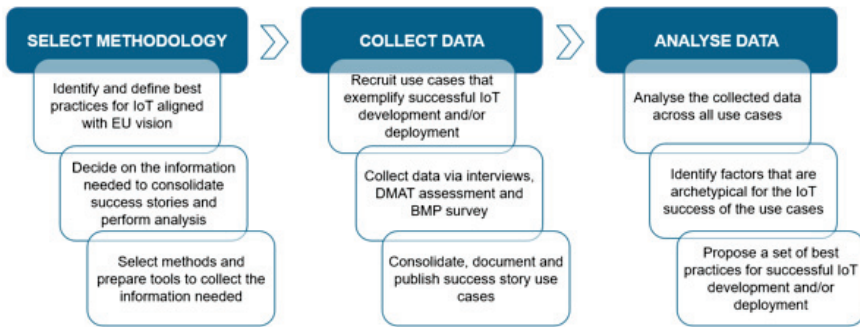 SELECT METHODOLOGY
Identify and define best
practices for IoT aligned
with EU vision
Decide on the information
needed to consolidate
success stories and
perform analysis
Select methods and
prepare tools to collect the
information needed
COLLECT DATA
Recruit use cases that
exemplify successful IoT
development and/or
deployment
Collect data via interviews,
DMAT assessment and
BMP survey
Consolidate, document and
publish success story use
cases
ANALYSE DATA
Analyse the collected data
across all use cases
Identify factors that are
archetypical for the IoT
success of the use cases
Propose a set of best
practices for successful IoT
development and/or
deployment